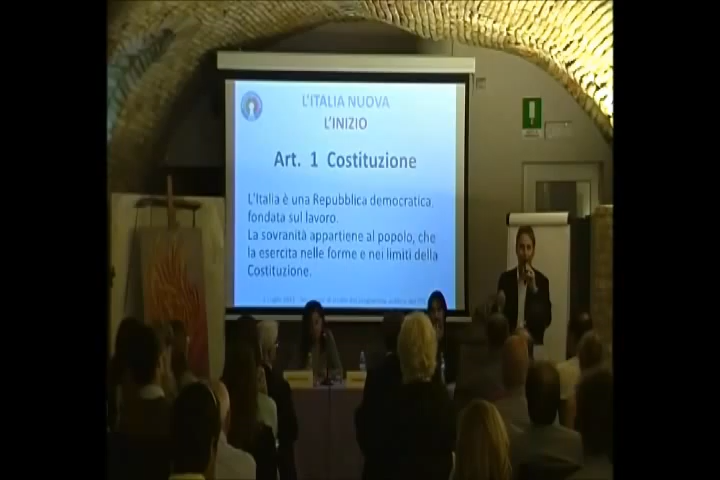 L'ITALIA NUOVA
L'INIZIO
Art. 1 Costituzione
L'Italia è una Repubblica democratica,
fondata sul lavoro.
La sovranità appartiene al popolo, che
la esercita nelle forme e nei limiti della
Costituzione.